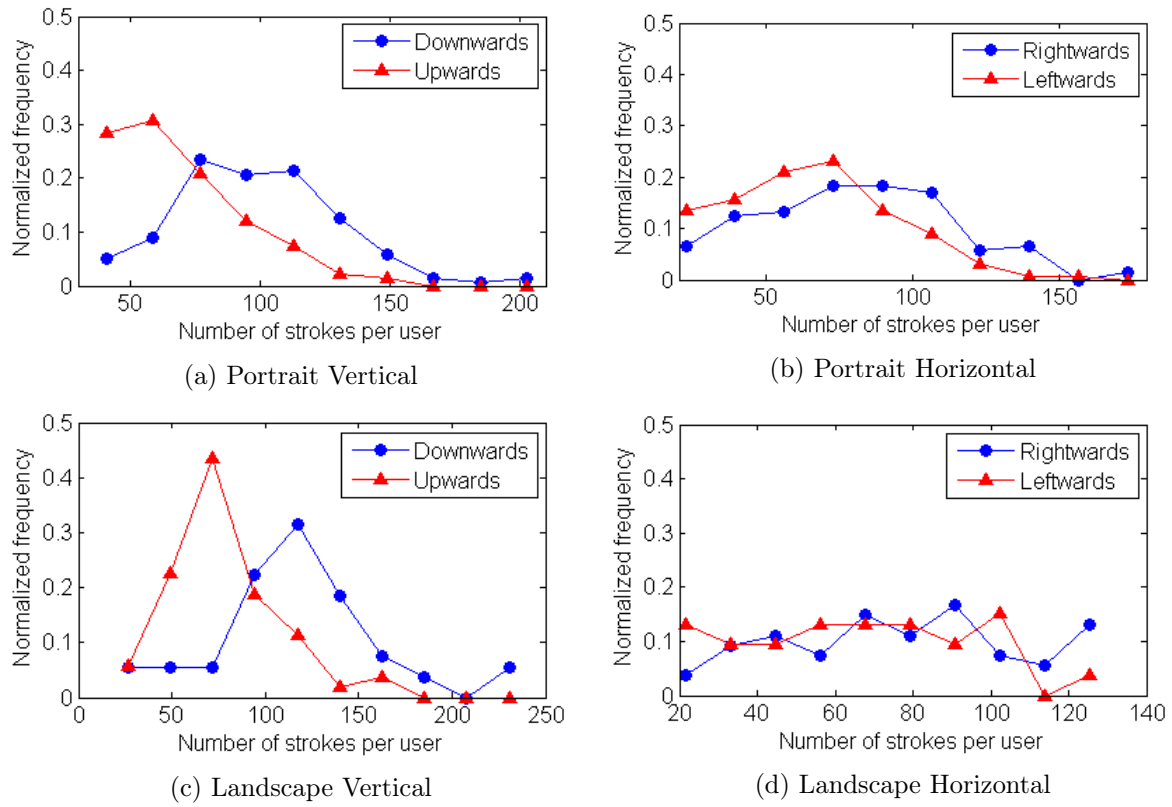 0.5
0.4
0.3
0.2
0.1
0
Normalized frequency
Downwards
Upwards
50 100 150 200
Number of strokes per user
(a) Portrait Vertical
0.5
0.4
0.3
0.2
0.1
0
Normalized frequency
Rightwards
Leftwards
50 100 150
Number of strokes per user
(b) Portrait Horizontal
0.5
0.4
0.3
0.2
0.1
0
Normalized frequency
Downwards
Upwards
0 50 100 150 200 250
Number of strokes per user
(c) Landscape Vertical
0.5
0.4
0.3
0.2
0.1
0
Normalized frequency
Rightwards
Leftwards
20 40 60 80 100 120 140
Number of strokes per user
(d) Landscape Horizontal